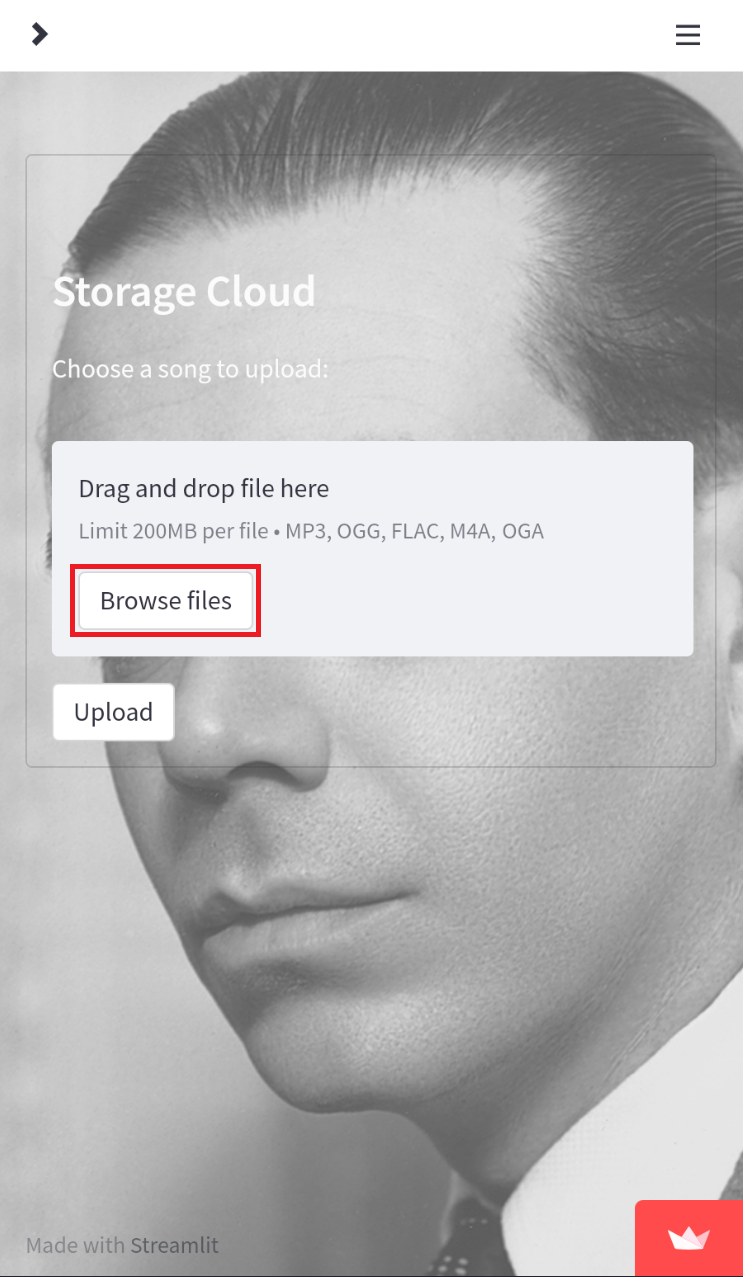 Storage Cloud
Choose a song to upload:
Drag and drop file here
Limit 200MB per file • MP3, OGG, FLAC, M4A, OGA
Browse files
Upload
Made with Streamlit